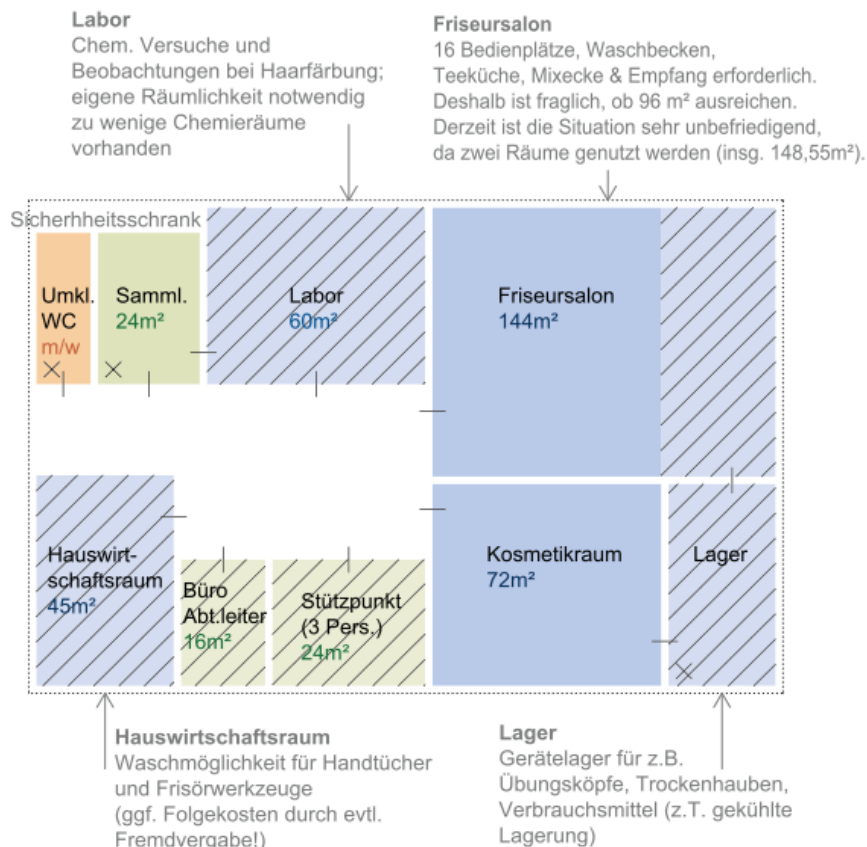 Labor
Chem. Versuche und
Beobachtungen bei Haarfärbung;
eigene Räumlichkeit notwendig
zu wenige Chemieräume
vorhanden
Friseursalon
16 Bedienplätze, Waschbecken,
Teeküche, Mixecke & Empfang erforderlich.
Deshalb ist fraglich, ob 96 m² ausreichen.
Derzeit ist die Situation sehr unbefriedigend,
da zwei Räume genutzt werden (insg. 148,55m²).
Sicherhheitsschrank
Umkl.
WC
m/w
Samml.
24m²
Labor
60m²
Friseursalon
144m²
Hauswirt-
schaftsraum
45m²
Büro
Abt.leiter
16m²
Stützpunkt
(3 Pers.)
24m²
Kosmetikraum
72m²
Lager
Hauswirtschaftsraum
Waschmöglichkeit für Handtücher
und Frisörwerkzeuge
(ggf. Folgekosten durch evtl.
Fremdvergabe!)
Lager
Gerätelager für z.B.
Übungsköpfe, Trockenhauben,
Verbrauchsmittel (z.T. gekühlte
Lagerung)